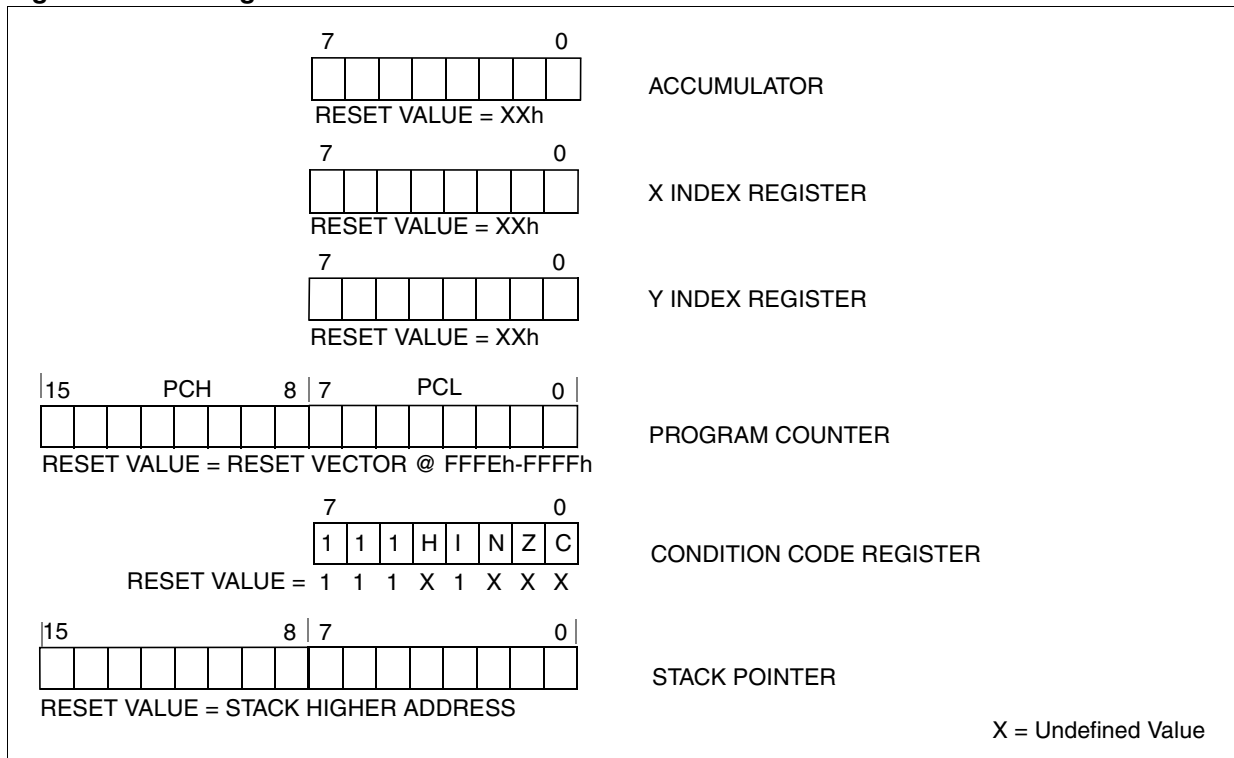 7 0
ACCUMULATOR
RESET VALUE = XXh
7 0
X INDEX REGISTER
RESET VALUE = XXh
7 0
Y INDEX REGISTER
RESET VALUE = XXh
15 PCH 8 7 PCL 0
PROGRAM COUNTER
RESET VALUE = RESET VECTOR @ FFFEh-FFFFh
7 0
1 1 1 H I N Z C
CONDITION CODE REGISTER
RESET VALUE = 1 1 1 X 1 X X X
15 8 7 0
STACK POINTER
RESET VALUE = STACK HIGHER ADDRESS
X = Undefined Value